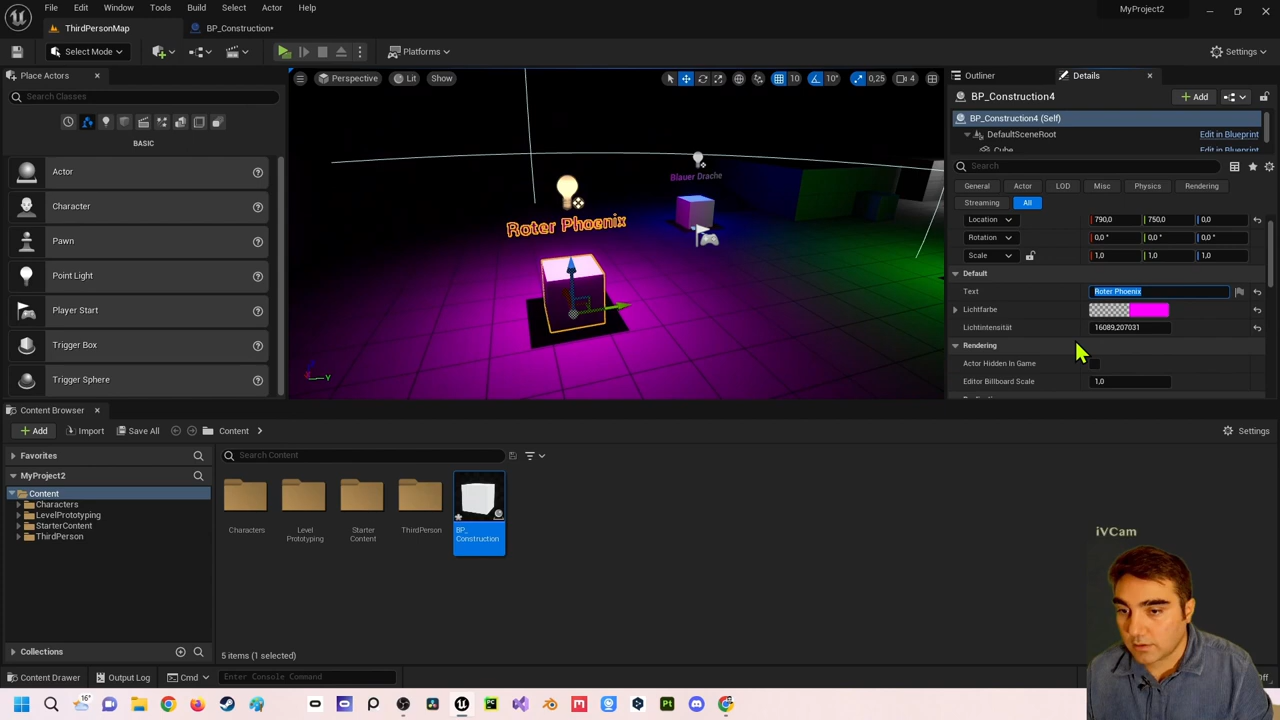 File Edit Window Tools Build Select Actor Help
MyProject2
ThirdPersonMap
BP_Construction*
Select Mode
Platforms
Settings
Place Actors
Search Classes
BASIC
Actor
Character
Pawn
Point Light
Player Start
Trigger Box
Trigger Sphere
Perspective
Lit
Show
10
10°
0,25
4
Blauer Drache
Roter Phoenix
Y
Outliner
Details
BP_Construction4
Add
BP_Construction4 (Self)
DefaultSceneRoot
Edit in Blueprint
Cube
Edit in Blueprint
Search
General Actor LOD Misc Physics Rendering
Streaming All
Location 790,0 750,0 0,0
Rotation 0,0 ° 0,0 ° 0,0 °
Scale 1,0 1,0 1,0
Default
Text Roter Phoenix
Lichtfarbe
Lichtintensität 16089,207031
Rendering
Actor Hidden In Game
Editor Billboard Scale 1,0
Content Browser
Add Import Save All Content
Settings
Favorites
MyProject2
Content
Characters
LevelPrototyping
StarterContent
ThirdPerson
Collections
Search Content
Characters
Level
Prototyping
Starter
Content
ThirdPerson
BP_
Construction
5 items (1 selected)
iVCam
Content Drawer
Output Log
Cmd
Enter Console Command
16°